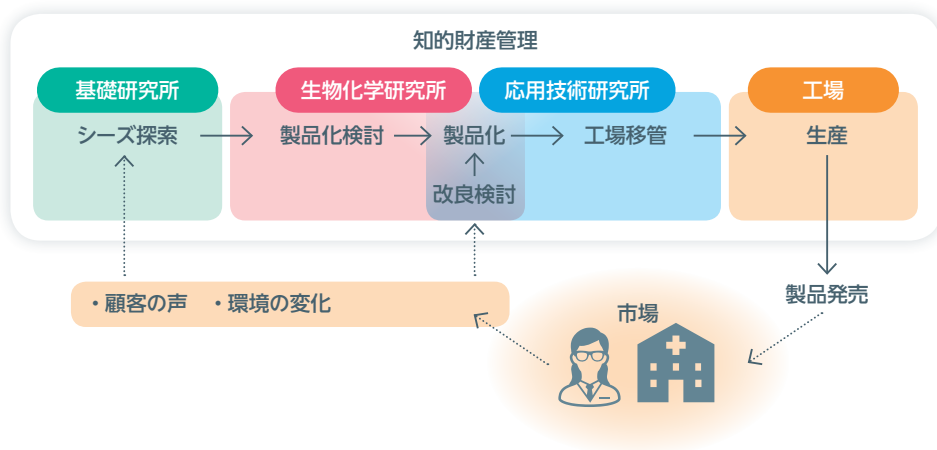 知的財産管理
基礎研究所
生物化学研究所
応用技術研究所
工場
シーズ探索
製品化検討
製品化
工場移管
生産
改良検討
・顧客の声 ・環境の変化
製品発売
市場